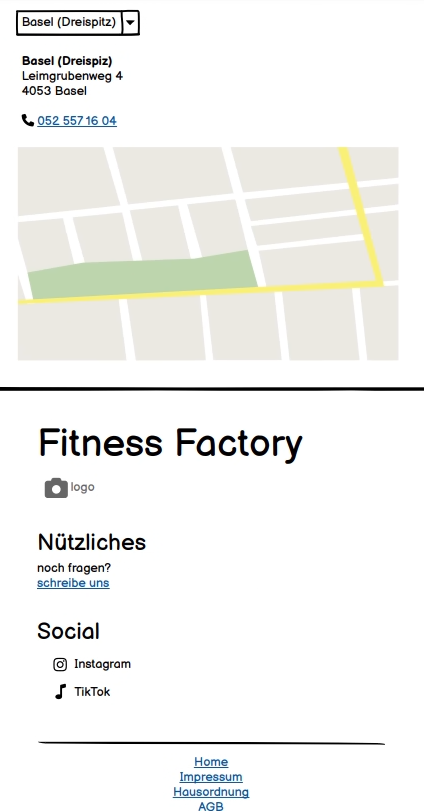 Basel (Dreispitz)
Basel (Dreispiz)
Leimgrubenweg 4
4053 Basel
052 557 16 04
Fitness Factory
logo
Nützliches
noch fragen?
schreibe uns
Social
Instagram
TikTok
Home
Impressum
Hausordnung
AGB